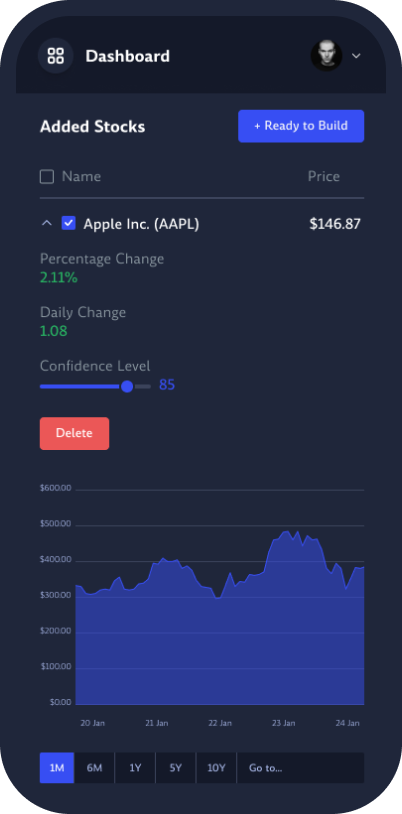 Dashboard
Added Stocks
+ Ready to Build
Name Price
Apple Inc. (AAPL) $146.87
Percentage Change
2.11%
Daily Change
1.08
Confidence Level
85
Delete
$600.00
$500.00
$400.00
$300.00
$200.00
$100.00
$0.00
20 Jan 21 Jan 22 Jan 23 Jan 24 Jan
1M 6M 1Y 5Y 10Y Go to...